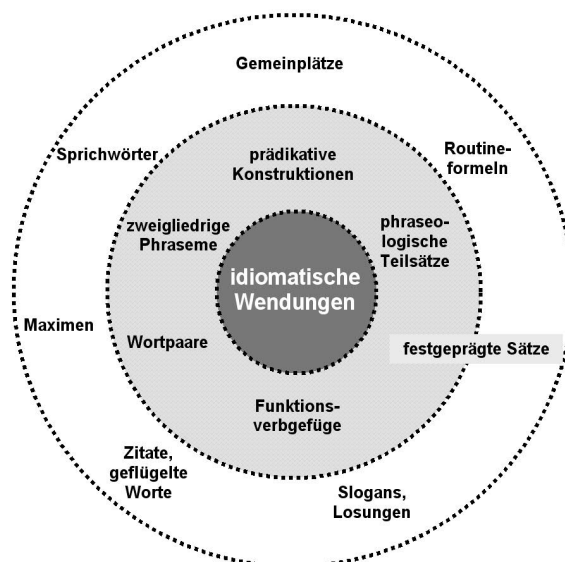 Gemeinplätze
Sprichwörter
Routine-
formeln
prädikative
Konstruktionen
zweigliedrige
Phraseme
phraseo-
logische
Teilsätze
idiomatische
Wendungen
Maximen
Wortpaare
festgeprägte Sätze
Funktions-
verbgefüge
Zitate,
geflügelte
Worte
Slogans,
Losungen